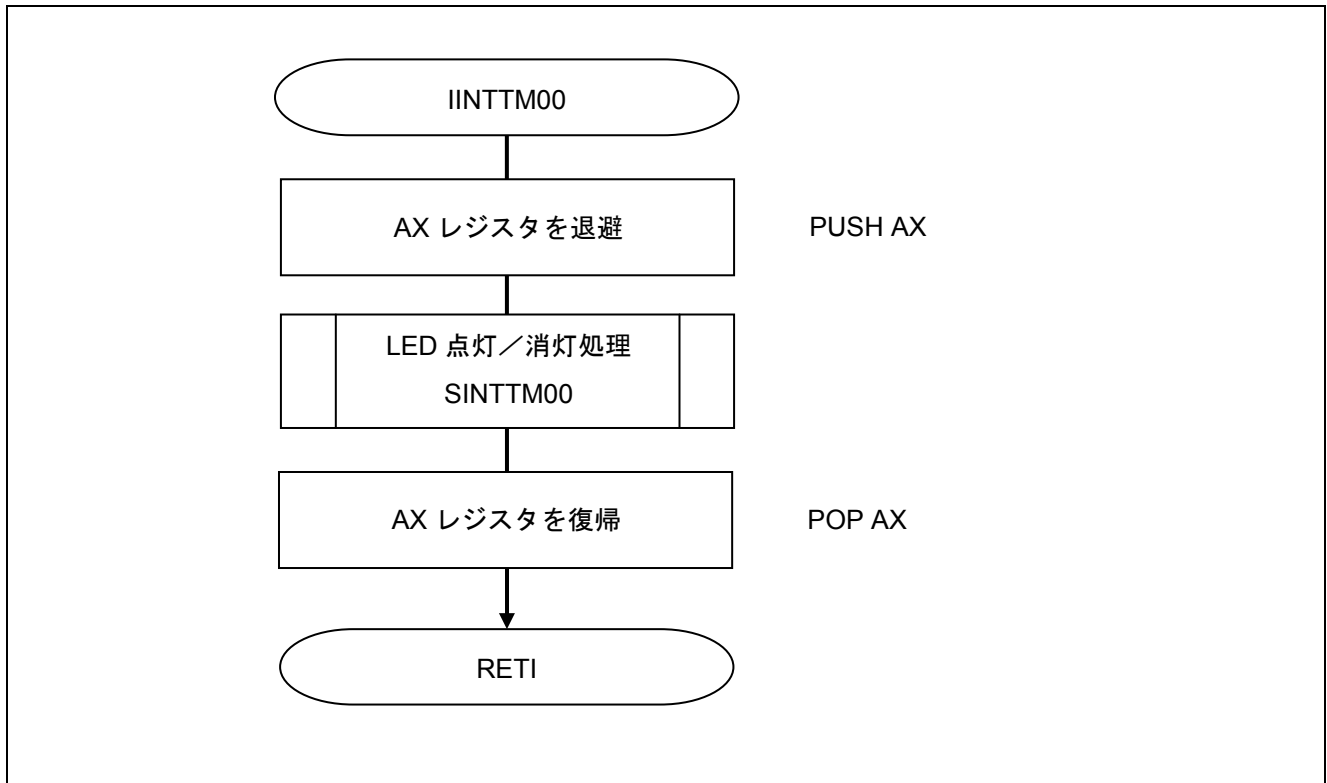 IINTTM00
AX レジスタを退避
PUSH AX
LED 点灯／消灯処理
SINTTM00
AX レジスタを復帰
POP AX
RETI